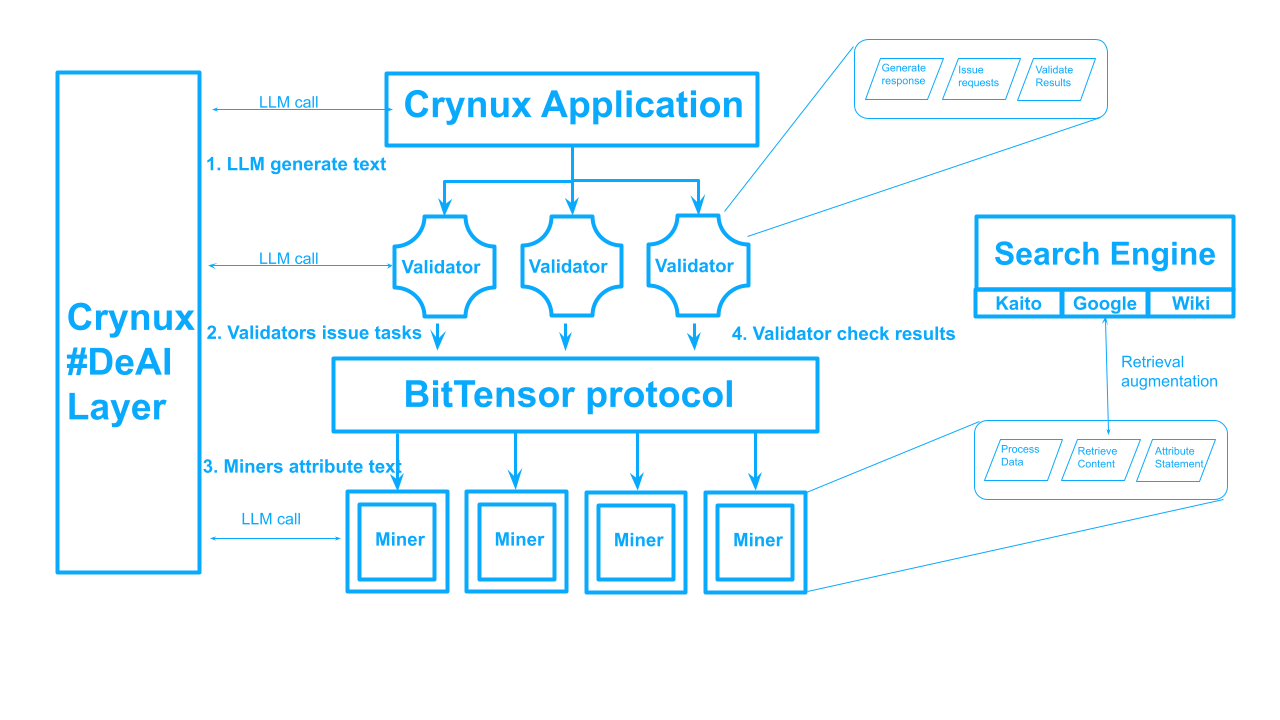 Crynux
#DeAI
Layer
LLM call
Crynux Application
1. LLM generate text
Generate
response
Issue
requests
Validate
Results
LLM call
Validator
Validator
Validator
Search Engine
Kaito
Google
Wiki
2. Validators issue tasks
4. Validator check results
Retrieval
augmentation
BitTensor protocol
3. Miners attribute text
Process
Data
Retrieve
Content
Attribute
Statement
LLM call
Miner
Miner
Miner
Miner